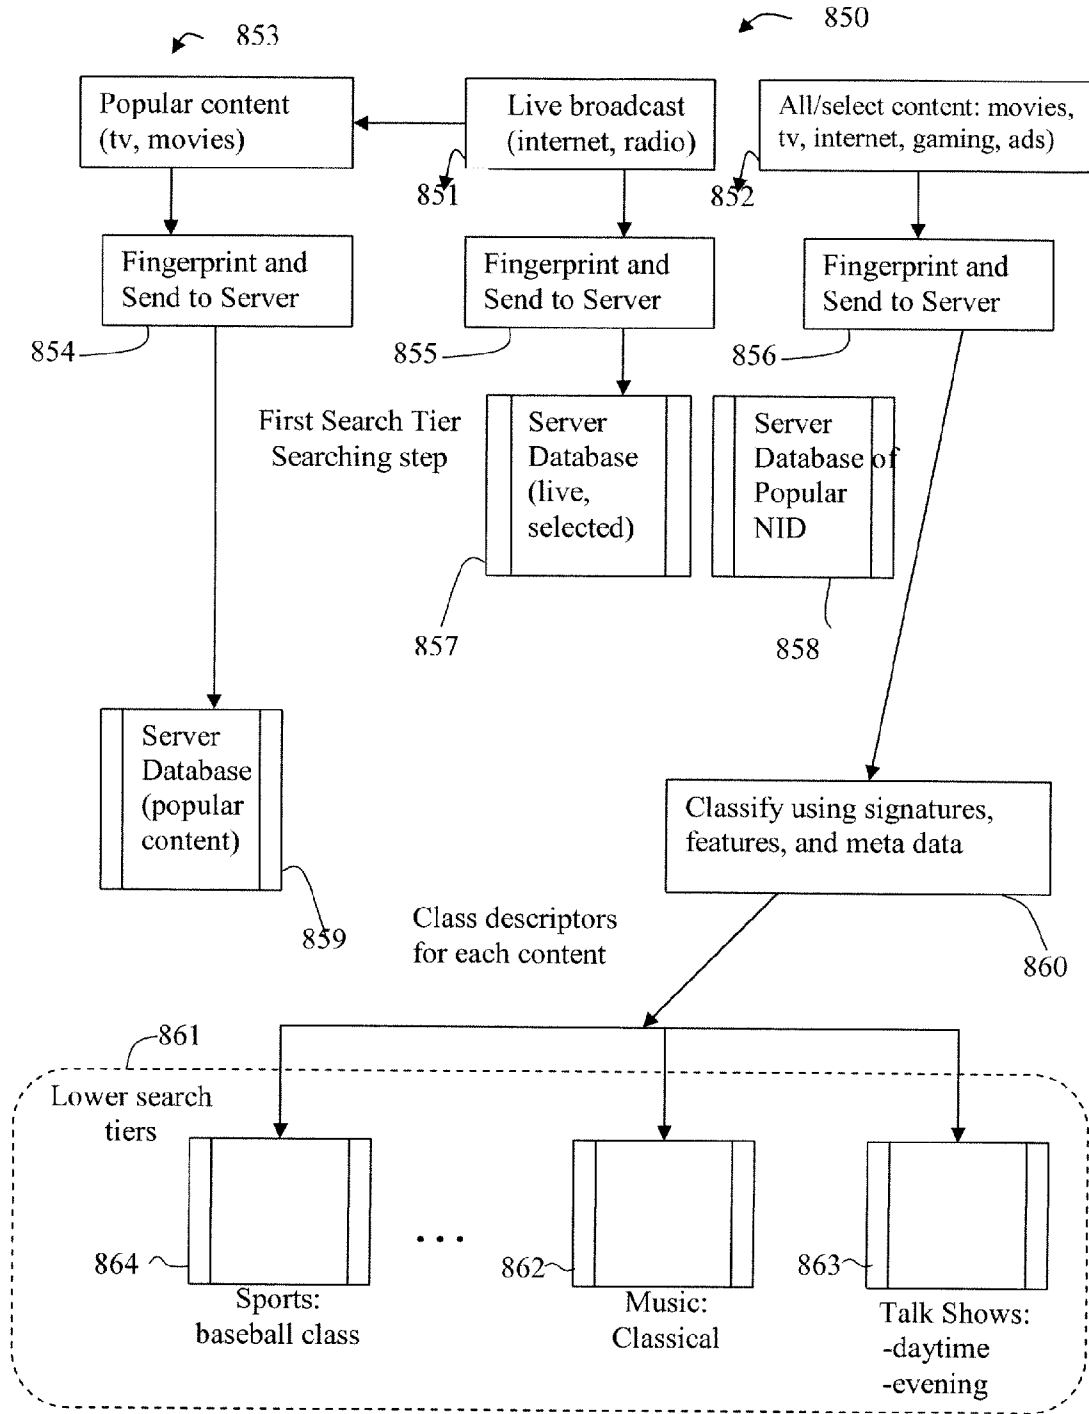 850
853
Popular content
(tv, movies)
Live broadcast
(internet, radio)
All/select content: movies,
tv, internet, gaming, ads)
851
852
Fingerprint and
Send to Server
Fingerprint and
Send to Server
Fingerprint and
Send to Server
854
855
856
First Search Tier
Searching step
Server
Database
(live,
selected)
Server
Database of
Popular
NID
857
858
Server
Database
(popular
content)
859
Classify using signatures,
features, and meta data
860
Class descriptors
for each content
861
Lower search
tiers
864
...
862
863
Sports:
baseball class
Music:
Classical
Talk Shows:
-daytime
-evening